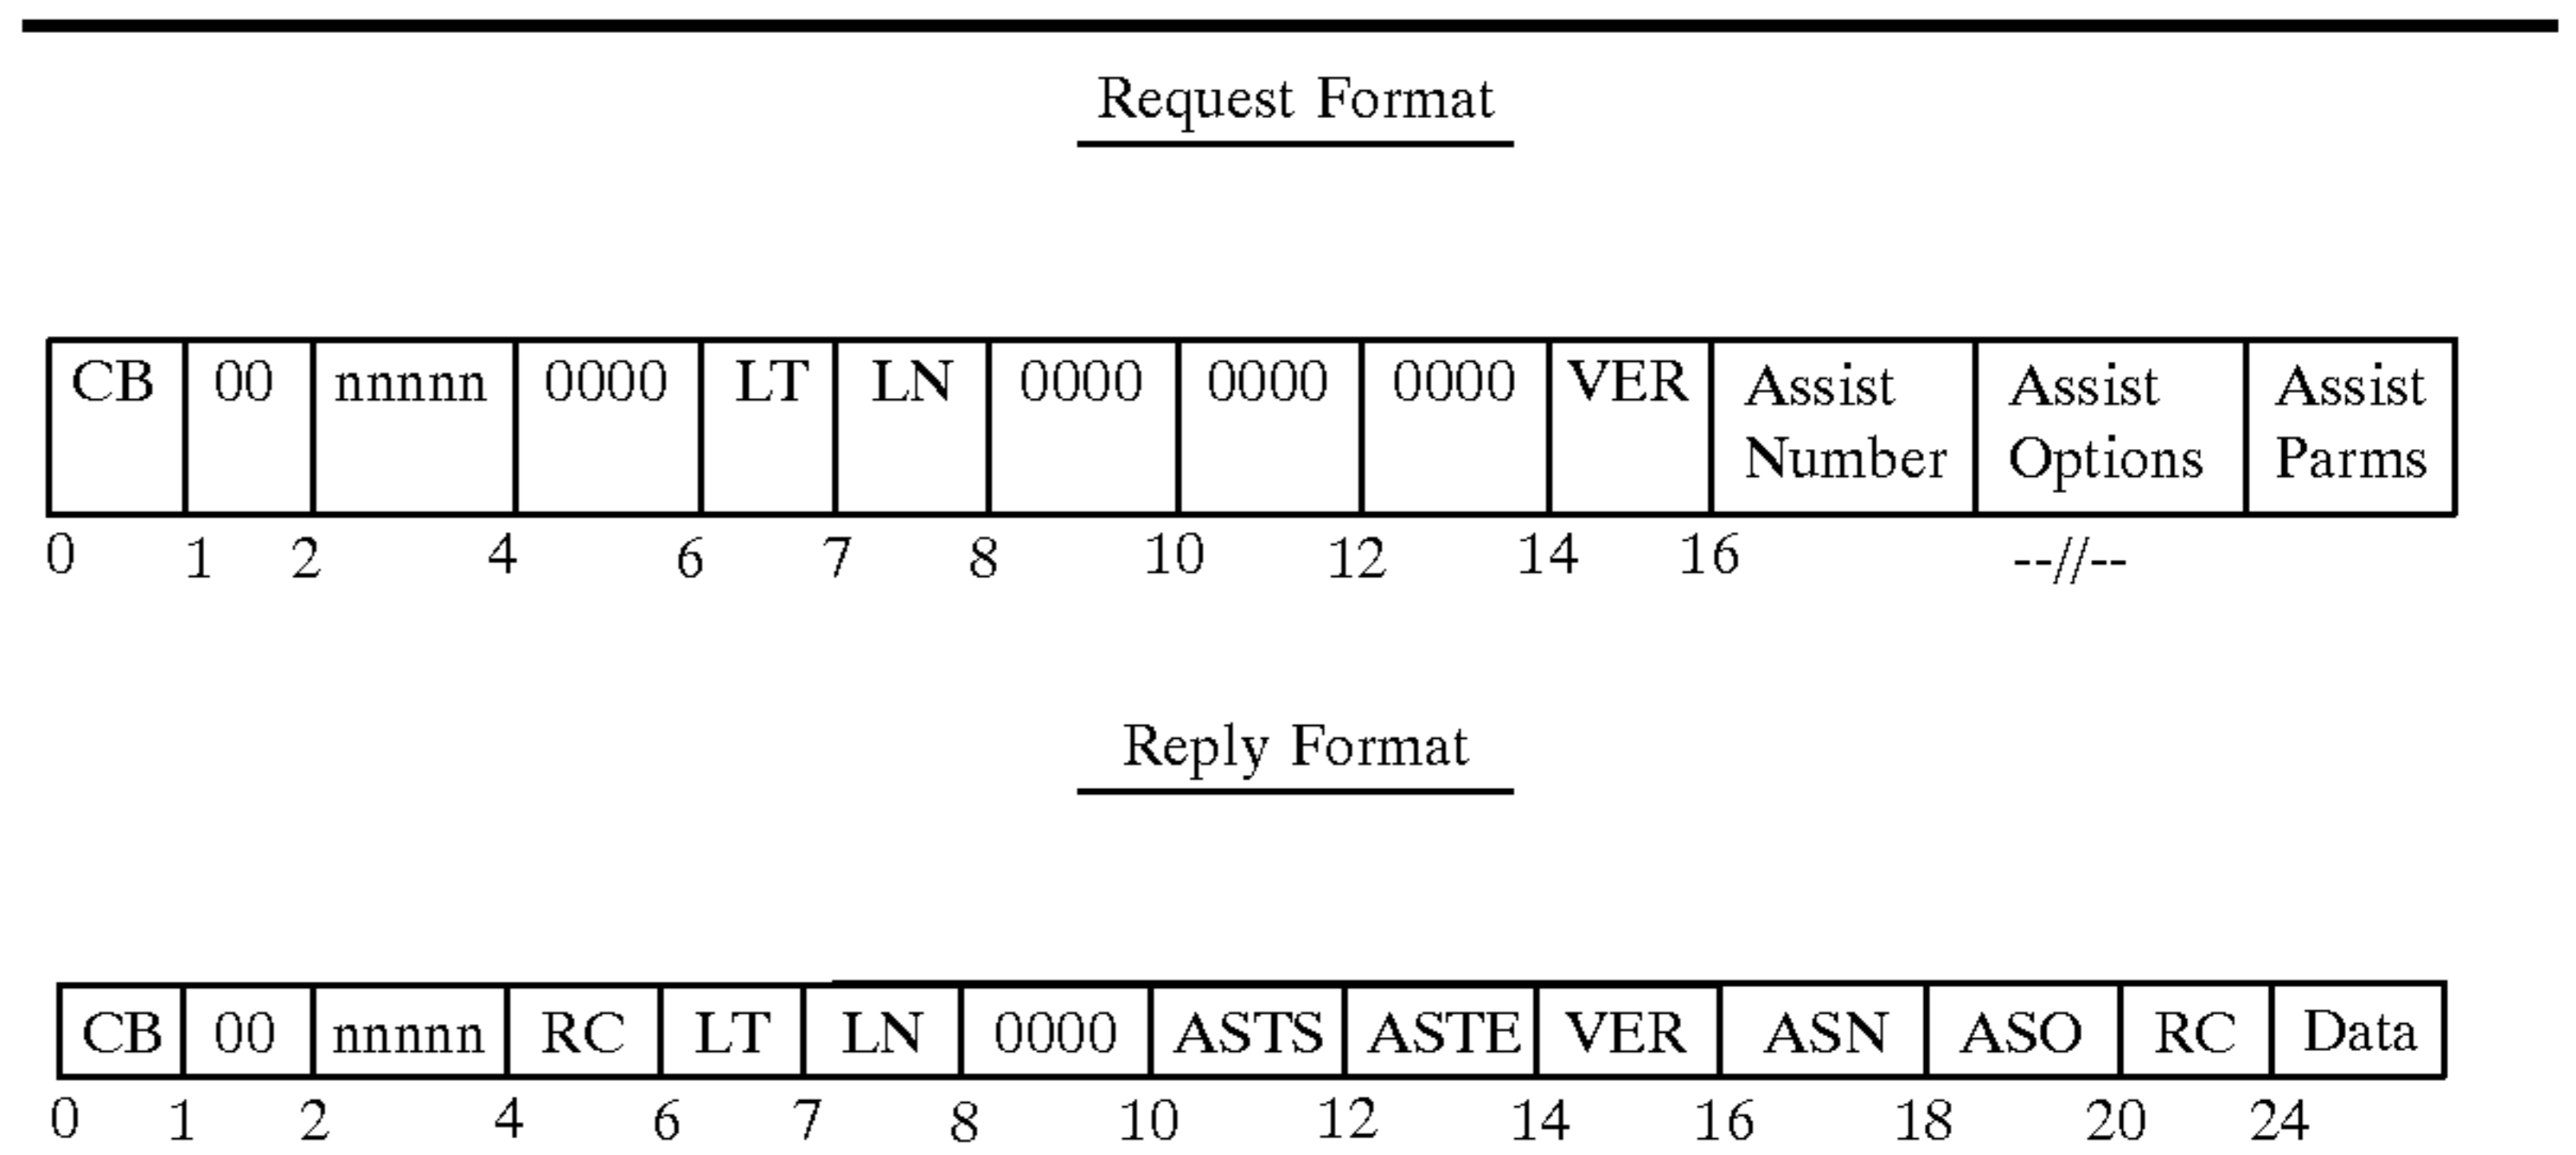 Request Format
CB 00 nnnnn 0000 LT LN 0000 0000 0000 VER Assist Number Assist Options Assist Parms
0 1 2 4 6 7 8 10 12 14 16 --//--
Reply Format
CB 00 nnnnn RC LT LN 0000 ASTS ASTE VER ASN ASO RC Data
0 1 2 4 6 7 8 10 12 14 16 18 20 24